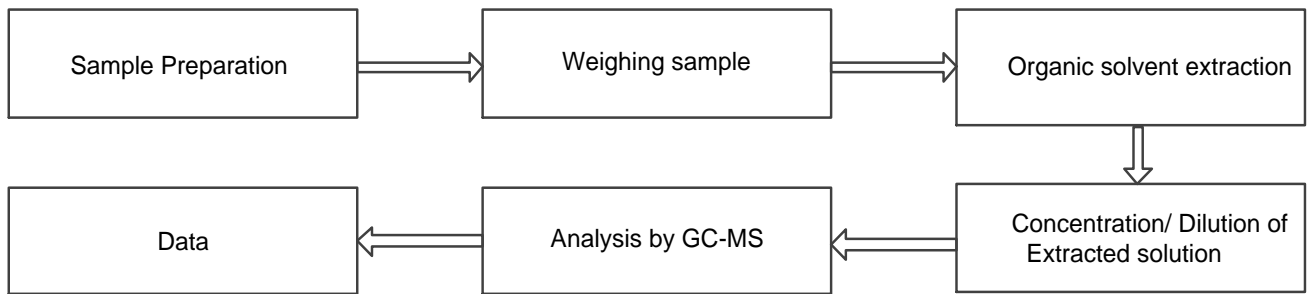 Sample Preparation
Weighing sample
Organic solvent extraction
Concentration/ Dilution of
Extracted solution
Analysis by GC-MS
Data